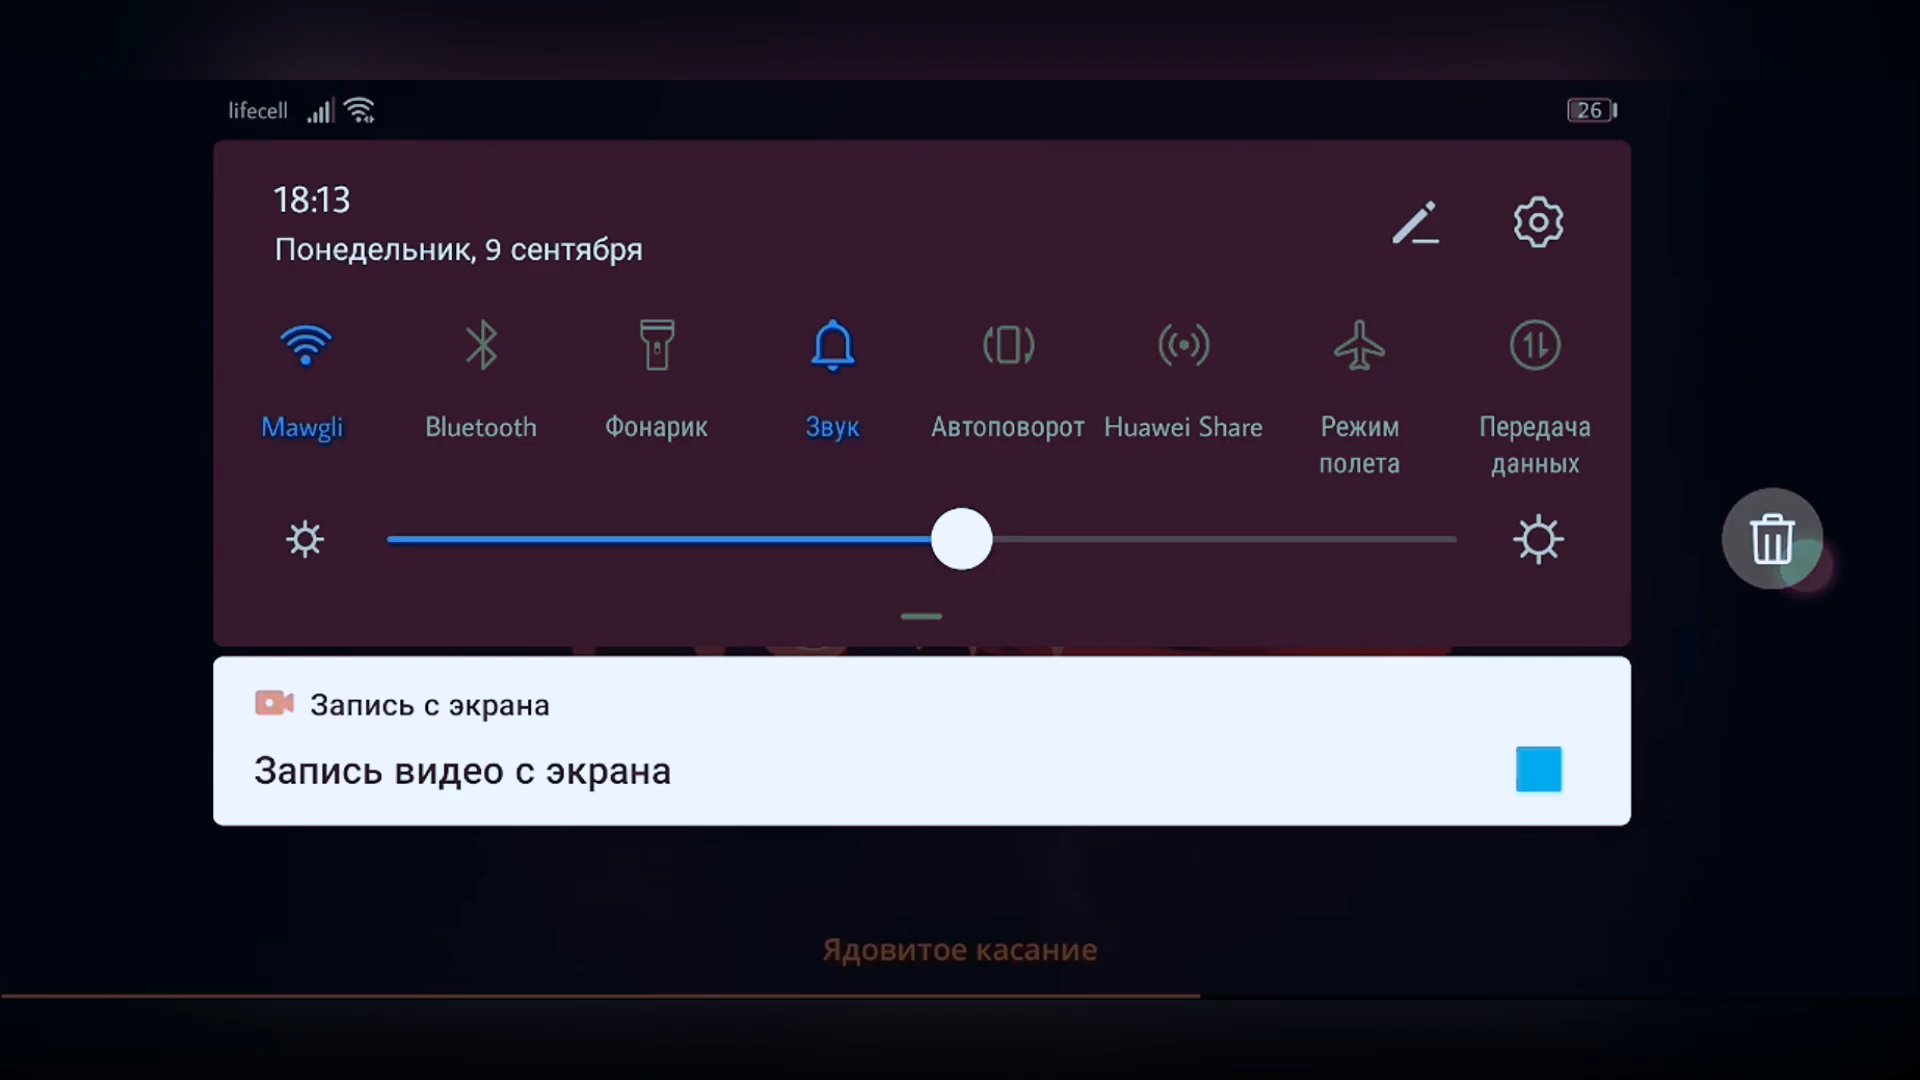 lifecell
26
18:13
Понедельник, 9 сентября
Mawgli
Bluetooth
Фонарик
Звук
Автоповорот
Huawei Share
Режим
полета
Передача
данных
Запись с экрана
Запись видео с экрана
Ядовитое касание